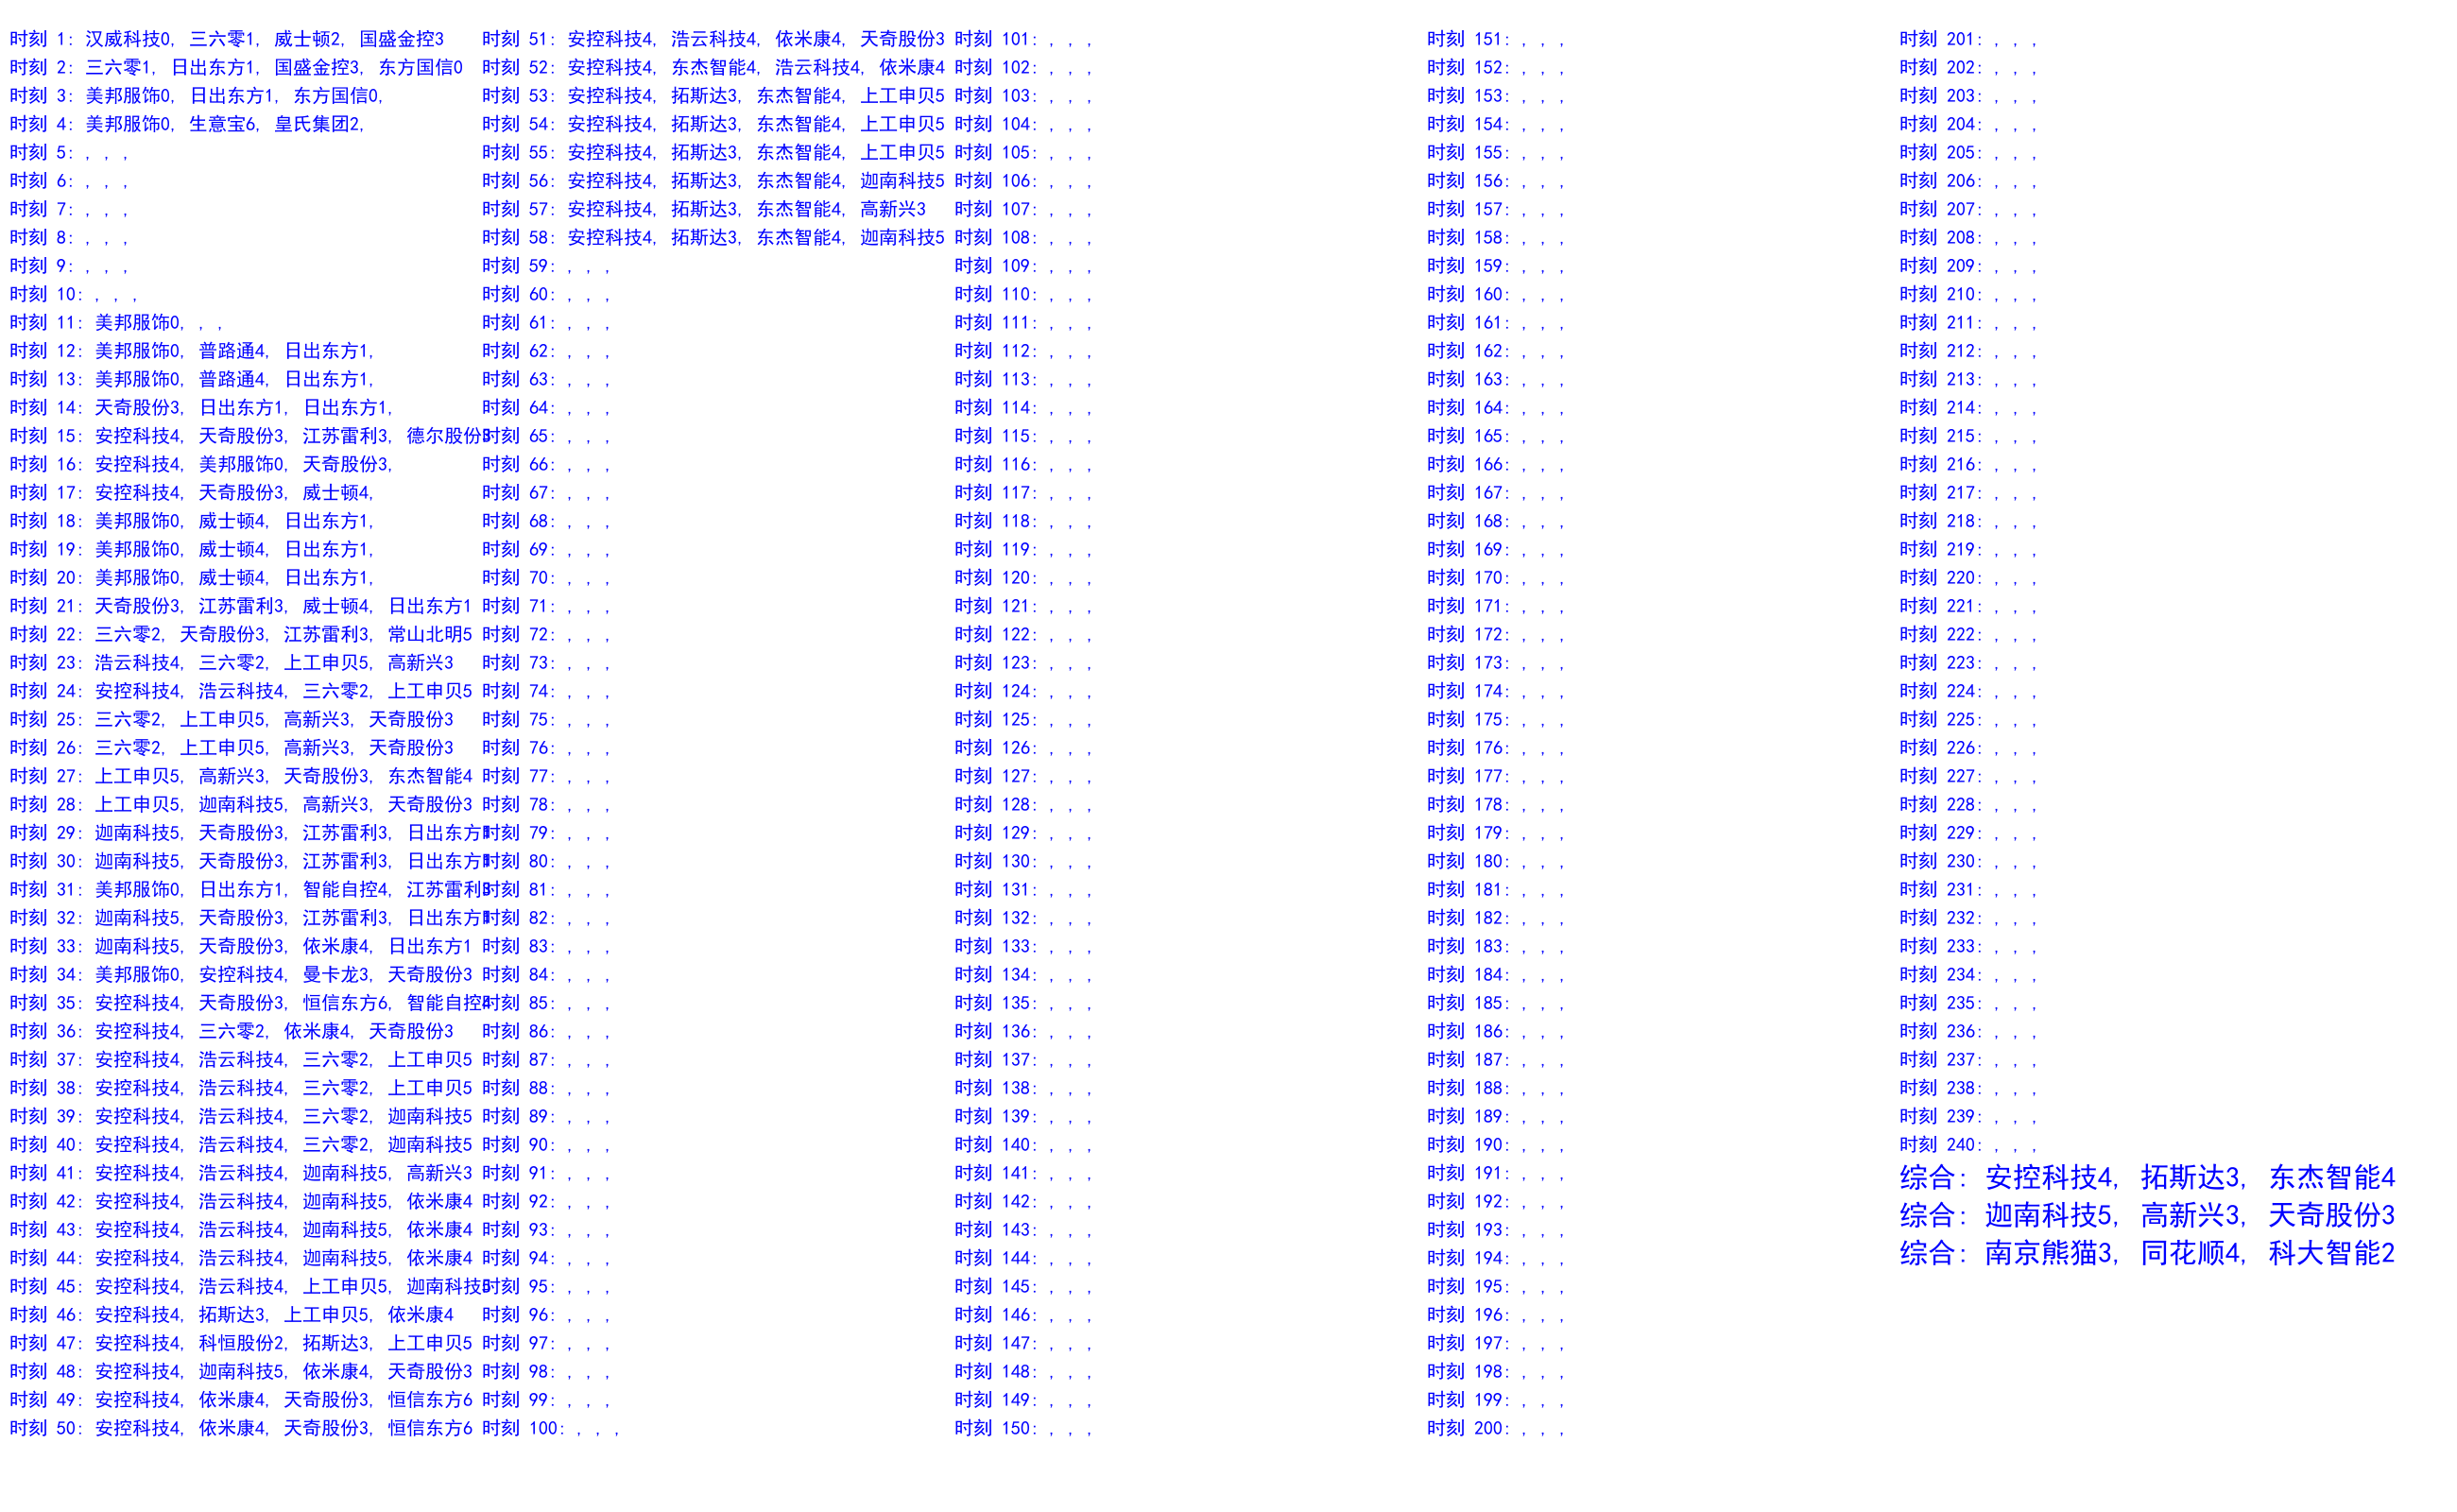 时刻 1: 汉威科技0, 三六零1, 威士顿2, 国盛金控3
时刻 2: 三六零1, 日出东方1, 国盛金控3, 东方国信0
时刻 3: 美邦服饰0, 日出东方1, 东方国信0,
时刻 4: 美邦服饰0, 生意宝6, 皇氏集团2,
时刻 5: , , ,
时刻 6: , , ,
时刻 7: , , ,
时刻 8: , , ,
时刻 9: , , ,
时刻 10: , , ,
时刻 11: 美邦服饰0, , ,
时刻 12: 美邦服饰0, 普路通4, 日出东方1,
时刻 13: 美邦服饰0, 普路通4, 日出东方1,
时刻 14: 天奇股份3, 日出东方1, 日出东方1,
时刻 15: 安控科技4, 天奇股份3, 江苏雷利3, 德尔股份3
时刻 16: 安控科技4, 美邦服饰0, 天奇股份3,
时刻 17: 安控科技4, 天奇股份3, 威士顿4,
时刻 18: 美邦服饰0, 威士顿4, 日出东方1,
时刻 19: 美邦服饰0, 威士顿4, 日出东方1,
时刻 20: 美邦服饰0, 威士顿4, 日出东方1,
时刻 21: 天奇股份3, 江苏雷利3, 威士顿4, 日出东方1
时刻 22: 三六零2, 天奇股份3, 江苏雷利3, 常山北明5
时刻 23: 浩云科技4, 三六零2, 上工申贝5, 高新兴3
时刻 24: 安控科技4, 浩云科技4, 三六零2, 上工申贝5
时刻 25: 三六零2, 上工申贝5, 高新兴3, 天奇股份3
时刻 26: 三六零2, 上工申贝5, 高新兴3, 天奇股份3
时刻 27: 上工申贝5, 高新兴3, 天奇股份3, 东杰智能4
时刻 28: 上工申贝5, 迦南科技5, 高新兴3, 天奇股份3
时刻 29: 迦南科技5, 天奇股份3, 江苏雷利3, 日出东方1
时刻 30: 迦南科技5, 天奇股份3, 江苏雷利3, 日出东方1
时刻 31: 美邦服饰0, 日出东方1, 智能自控4, 江苏雷利3
时刻 32: 迦南科技5, 天奇股份3, 江苏雷利3, 日出东方1
时刻 33: 迦南科技5, 天奇股份3, 依米康4, 日出东方1
时刻 34: 美邦服饰0, 安控科技4, 曼卡龙3, 天奇股份3
时刻 35: 安控科技4, 天奇股份3, 恒信东方6, 智能自控4
时刻 36: 安控科技4, 三六零2, 依米康4, 天奇股份3
时刻 37: 安控科技4, 浩云科技4, 三六零2, 上工申贝5
时刻 38: 安控科技4, 浩云科技4, 三六零2, 上工申贝5
时刻 39: 安控科技4, 浩云科技4, 三六零2, 迦南科技5
时刻 40: 安控科技4, 浩云科技4, 三六零2, 迦南科技5
时刻 41: 安控科技4, 浩云科技4, 迦南科技5, 高新兴3
时刻 42: 安控科技4, 浩云科技4, 迦南科技5, 依米康4
时刻 43: 安控科技4, 浩云科技4, 迦南科技5, 依米康4
时刻 44: 安控科技4, 浩云科技4, 迦南科技5, 依米康4
时刻 45: 安控科技4, 浩云科技4, 上工申贝5, 迦南科技5
时刻 46: 安控科技4, 拓斯达3, 上工申贝5, 依米康4
时刻 47: 安控科技4, 科恒股份2, 拓斯达3, 上工申贝5
时刻 48: 安控科技4, 迦南科技5, 依米康4, 天奇股份3
时刻 49: 安控科技4, 依米康4, 天奇股份3, 恒信东方6
时刻 50: 安控科技4, 依米康4, 天奇股份3, 恒信东方6
时刻 51: 安控科技4, 浩云科技4, 依米康4, 天奇股份3
时刻 52: 安控科技4, 东杰智能4, 浩云科技4, 依米康4
时刻 53: 安控科技4, 拓斯达3, 东杰智能4, 上工申贝5
时刻 54: 安控科技4, 拓斯达3, 东杰智能4, 上工申贝5
时刻 55: 安控科技4, 拓斯达3, 东杰智能4, 上工申贝5
时刻 56: 安控科技4, 拓斯达3, 东杰智能4, 迦南科技5
时刻 57: 安控科技4, 拓斯达3, 东杰智能4, 高新兴3
时刻 58: 安控科技4, 拓斯达3, 东杰智能4, 迦南科技5
时刻 59: , , ,
时刻 60: , , ,
时刻 61: , , ,
时刻 62: , , ,
时刻 63: , , ,
时刻 64: , , ,
时刻 65: , , ,
时刻 66: , , ,
时刻 67: , , ,
时刻 68: , , ,
时刻 69: , , ,
时刻 70: , , ,
时刻 71: , , ,
时刻 72: , , ,
时刻 73: , , ,
时刻 74: , , ,
时刻 75: , , ,
时刻 76: , , ,
时刻 77: , , ,
时刻 78: , , ,
时刻 79: , , ,
时刻 80: , , ,
时刻 81: , , ,
时刻 82: , , ,
时刻 83: , , ,
时刻 84: , , ,
时刻 85: , , ,
时刻 86: , , ,
时刻 87: , , ,
时刻 88: , , ,
时刻 89: , , ,
时刻 90: , , ,
时刻 91: , , ,
时刻 92: , , ,
时刻 93: , , ,
时刻 94: , , ,
时刻 95: , , ,
时刻 96: , , ,
时刻 97: , , ,
时刻 98: , , ,
时刻 99: , , ,
时刻 100: , , ,
时刻 101: , , ,
时刻 102: , , ,
时刻 103: , , ,
时刻 104: , , ,
时刻 105: , , ,
时刻 106: , , ,
时刻 107: , , ,
时刻 108: , , ,
时刻 109: , , ,
时刻 110: , , ,
时刻 111: , , ,
时刻 112: , , ,
时刻 113: , , ,
时刻 114: , , ,
时刻 115: , , ,
时刻 116: , , ,
时刻 117: , , ,
时刻 118: , , ,
时刻 119: , , ,
时刻 120: , , ,
时刻 121: , , ,
时刻 122: , , ,
时刻 123: , , ,
时刻 124: , , ,
时刻 125: , , ,
时刻 126: , , ,
时刻 127: , , ,
时刻 128: , , ,
时刻 129: , , ,
时刻 130: , , ,
时刻 131: , , ,
时刻 132: , , ,
时刻 133: , , ,
时刻 134: , , ,
时刻 135: , , ,
时刻 136: , , ,
时刻 137: , , ,
时刻 138: , , ,
时刻 139: , , ,
时刻 140: , , ,
时刻 141: , , ,
时刻 142: , , ,
时刻 143: , , ,
时刻 144: , , ,
时刻 145: , , ,
时刻 146: , , ,
时刻 147: , , ,
时刻 148: , , ,
时刻 149: , , ,
时刻 150: , , ,
时刻 151: , , ,
时刻 152: , , ,
时刻 153: , , ,
时刻 154: , , ,
时刻 155: , , ,
时刻 156: , , ,
时刻 157: , , ,
时刻 158: , , ,
时刻 159: , , ,
时刻 160: , , ,
时刻 161: , , ,
时刻 162: , , ,
时刻 163: , , ,
时刻 164: , , ,
时刻 165: , , ,
时刻 166: , , ,
时刻 167: , , ,
时刻 168: , , ,
时刻 169: , , ,
时刻 170: , , ,
时刻 171: , , ,
时刻 172: , , ,
时刻 173: , , ,
时刻 174: , , ,
时刻 175: , , ,
时刻 176: , , ,
时刻 177: , , ,
时刻 178: , , ,
时刻 179: , , ,
时刻 180: , , ,
时刻 181: , , ,
时刻 182: , , ,
时刻 183: , , ,
时刻 184: , , ,
时刻 185: , , ,
时刻 186: , , ,
时刻 187: , , ,
时刻 188: , , ,
时刻 189: , , ,
时刻 190: , , ,
时刻 191: , , ,
时刻 192: , , ,
时刻 193: , , ,
时刻 194: , , ,
时刻 195: , , ,
时刻 196: , , ,
时刻 197: , , ,
时刻 198: , , ,
时刻 199: , , ,
时刻 200: , , ,
时刻 201: , , ,
时刻 202: , , ,
时刻 203: , , ,
时刻 204: , , ,
时刻 205: , , ,
时刻 206: , , ,
时刻 207: , , ,
时刻 208: , , ,
时刻 209: , , ,
时刻 210: , , ,
时刻 211: , , ,
时刻 212: , , ,
时刻 213: , , ,
时刻 214: , , ,
时刻 215: , , ,
时刻 216: , , ,
时刻 217: , , ,
时刻 218: , , ,
时刻 219: , , ,
时刻 220: , , ,
时刻 221: , , ,
时刻 222: , , ,
时刻 223: , , ,
时刻 224: , , ,
时刻 225: , , ,
时刻 226: , , ,
时刻 227: , , ,
时刻 228: , , ,
时刻 229: , , ,
时刻 230: , , ,
时刻 231: , , ,
时刻 232: , , ,
时刻 233: , , ,
时刻 234: , , ,
时刻 235: , , ,
时刻 236: , , ,
时刻 237: , , ,
时刻 238: , , ,
时刻 239: , , ,
时刻 240: , , ,
综合: 安控科技4, 拓斯达3, 东杰智能4
综合: 迦南科技5, 高新兴3, 天奇股份3
综合: 南京熊猫3, 同花顺4, 科大智能2